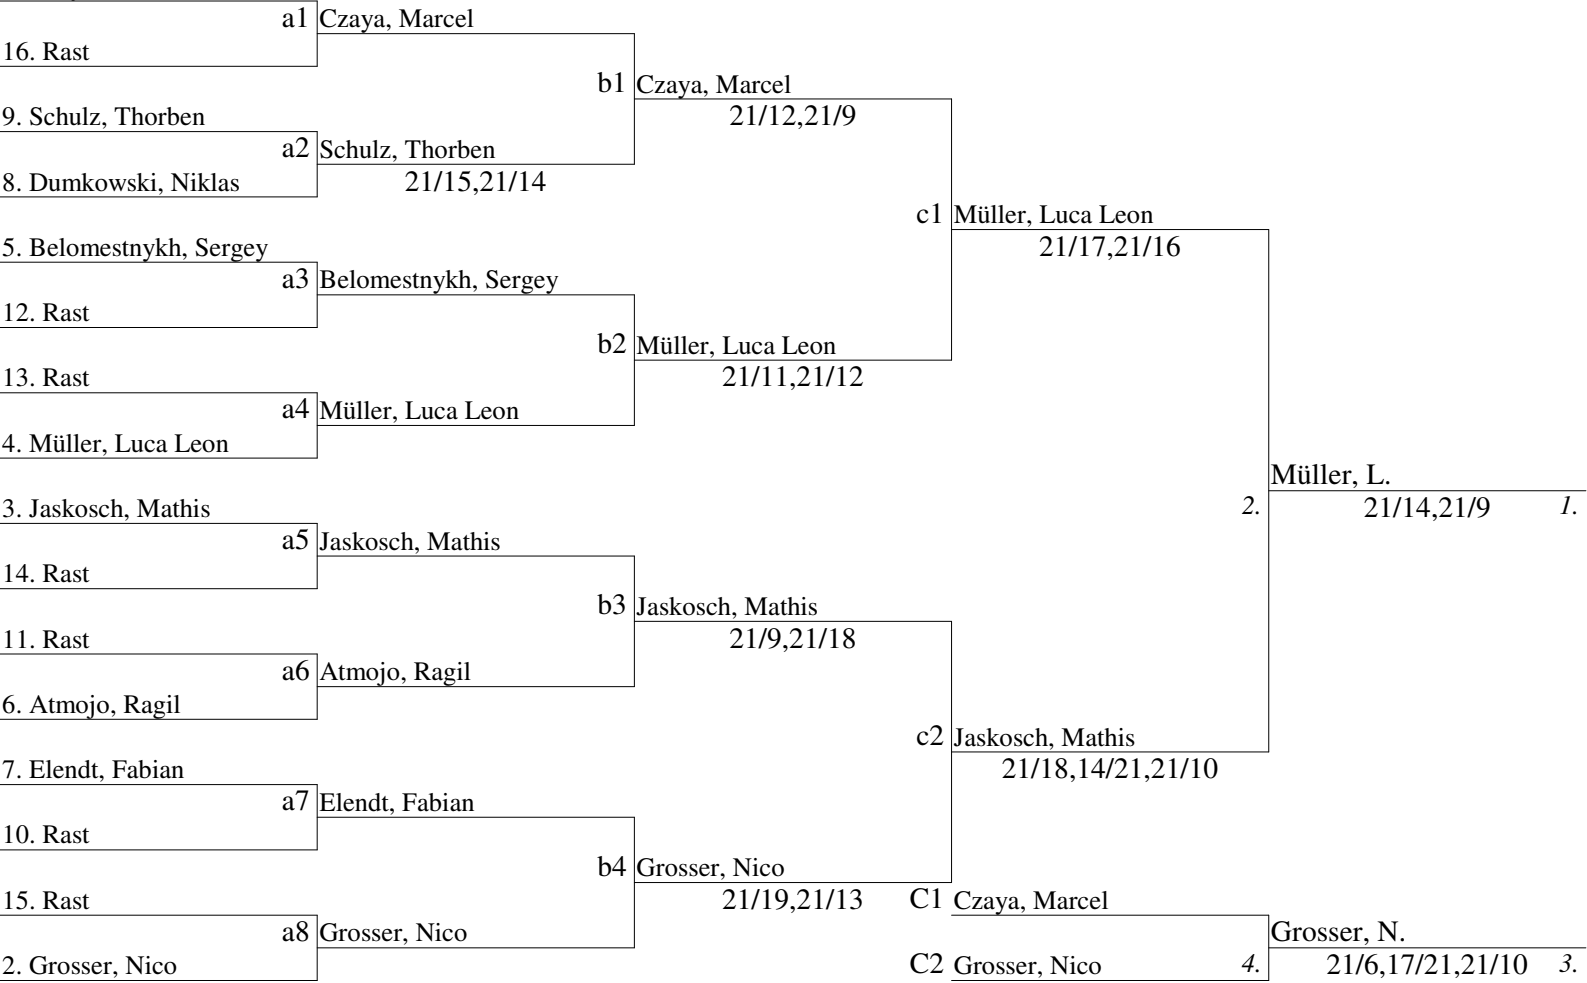 a1 Czaya, Marcel
16. Rast
b1 Czaya, Marcel
21/12,21/9
9. Schulz, Thorben
a2 Schulz, Thorben
21/15,21/14
8. Dumkowski, Niklas
c1 Müller, Luca Leon
21/17,21/16
5. Belomestnykh, Sergey
a3 Belomestnykh, Sergey
12. Rast
b2 Müller, Luca Leon
21/11,21/12
13. Rast
a4 Müller, Luca Leon
4. Müller, Luca Leon
Müller, L.
2. 21/14,21/9 1.
3. Jaskosch, Mathis
a5 Jaskosch, Mathis
14. Rast
b3 Jaskosch, Mathis
21/9,21/18
11. Rast
a6 Atmojo, Ragil
6. Atmojo, Ragil
c2 Jaskosch, Mathis
21/18,14/21,21/10
7. Elendt, Fabian
a7 Elendt, Fabian
10. Rast
b4 Grosser, Nico
21/19,21/13
15. Rast
a8 Grosser, Nico
2. Grosser, Nico
C1 Czaya, Marcel
Grosser, N.
C2 Grosser, Nico 4. 21/6,17/21,21/10 3.